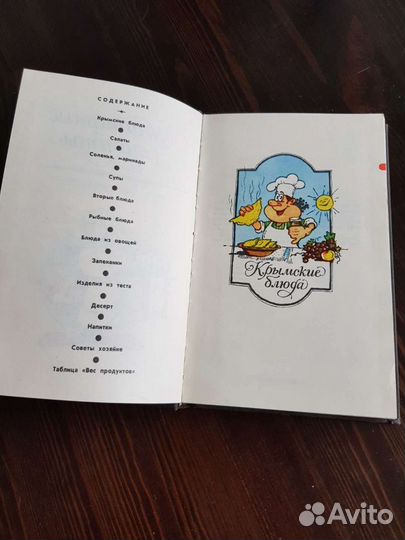 СОДЕРЖАНИЕ
Крымские блюда
Салаты
Соленья, маринады
Супы
Вторые блюда
Рыбные блюда
Блюда из овощей
Запеканки
Изделия из теста
Десерт
Напитки
Советы хозяйке
Таблица «Вес продуктов»
Крымские
блюда
Avito